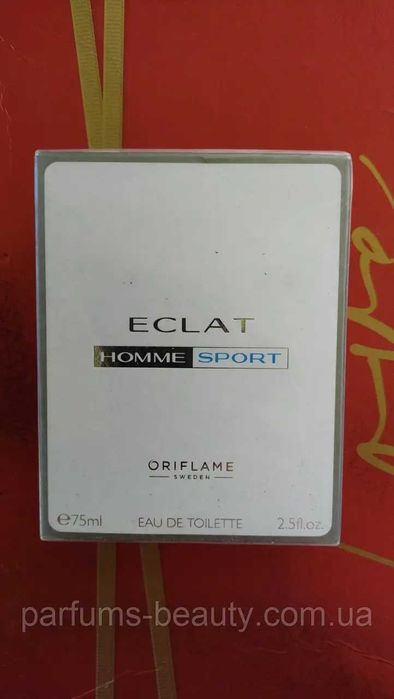 ECLAT
HOMME SPORT
ORIFLAME
SWEDEN
e75ml EAU DE TOILETTE 2.5fl.oz.
parfums-beauty.com.ua